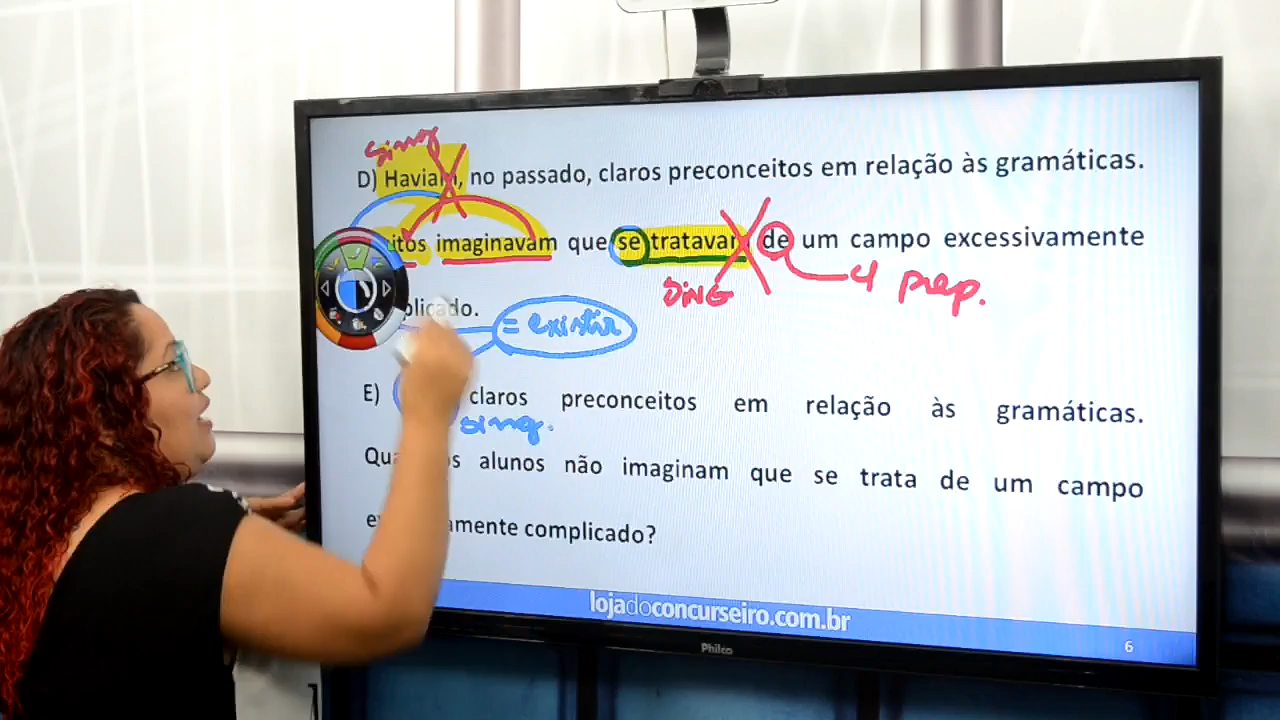 sing
D) Haviam, no passado, claros preconceitos em relação às gramáticas.
itos imaginavam que se tratavam de um campo excessivamente
SING 4 prep.
plicado. = existir
E) claros preconceitos em relação às gramáticas.
sing.
alunos não imaginam que se trata de um campo
amente complicado?
lojadoconcurseiro.com.br
6
Philco